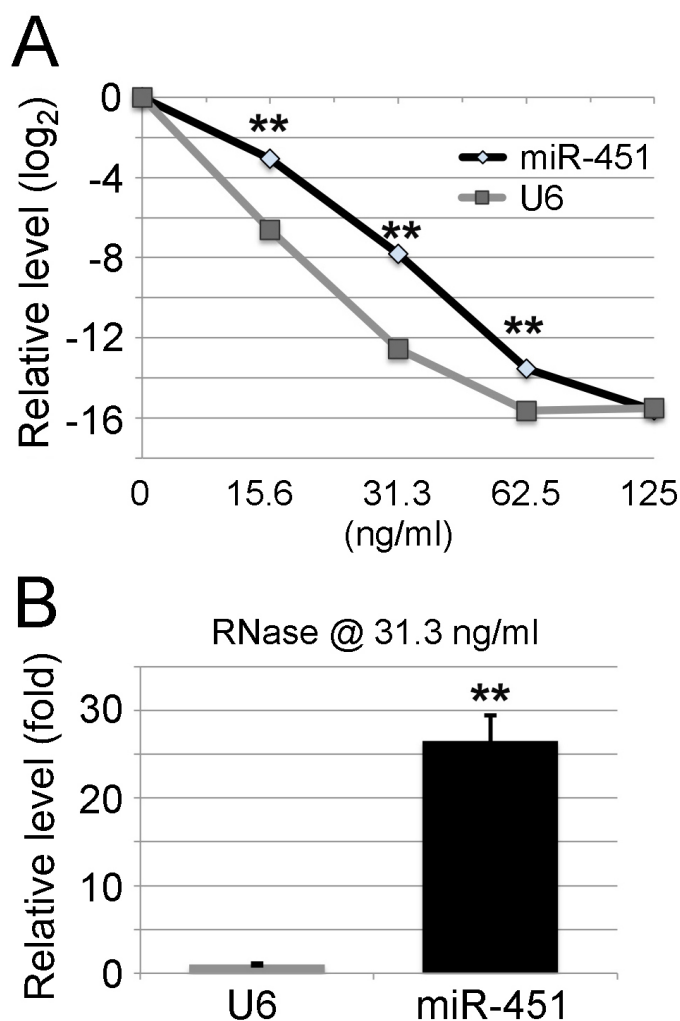 A
Relative level (log2)
0
-4
-8
-12
-16
**
**
**
miR-451
U6
0 15.6 31.3 62.5 125
(ng/ml)
B
RNase @ 31.3 ng/ml
Relative level (fold)
30
20
10
0
**
U6 miR-451